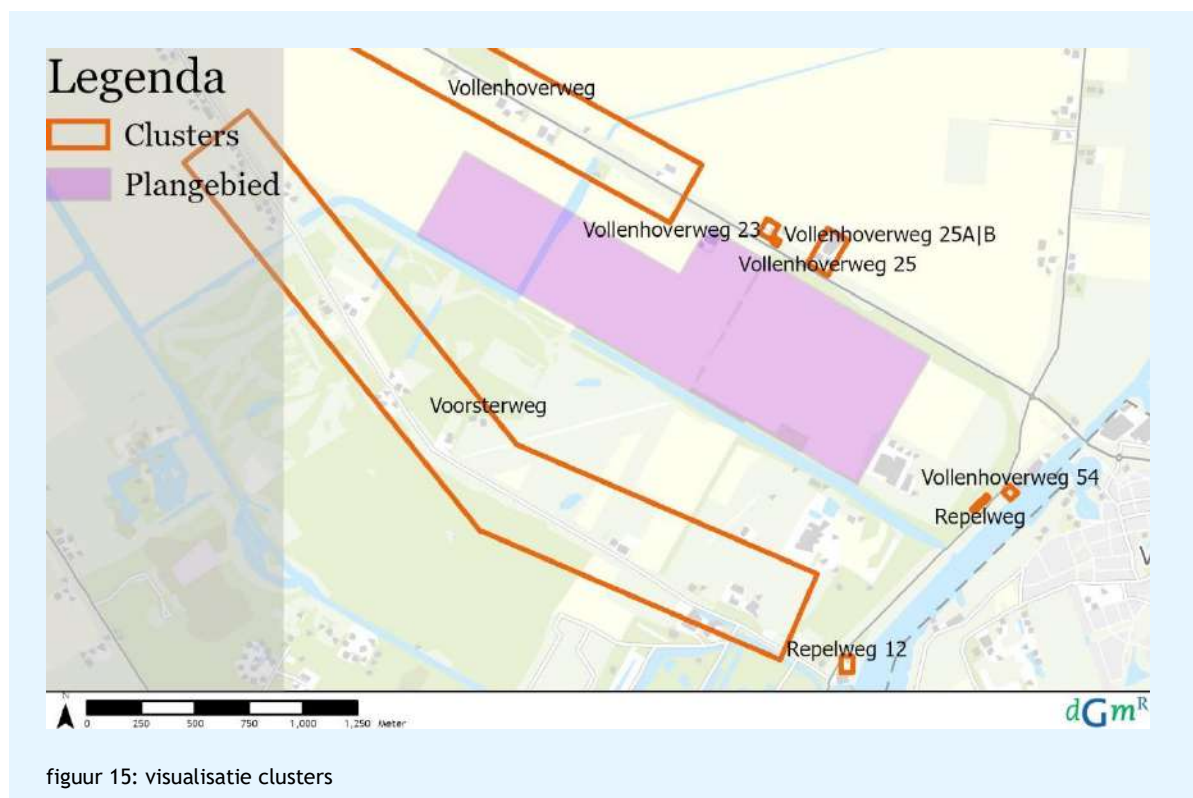 Legenda
Clusters
Plangebied
Vollenhoverweg
Vollenhoverweg 23
Vollenhoverweg 25A|B
Vollenhoverweg 25
Voorsterweg
Vollenhoverweg 54
Repelweg
V
Repelweg 12
N
0 250 500 750 1,000 1,250 Meter
dGmR
figuur 15: visualisatie clusters